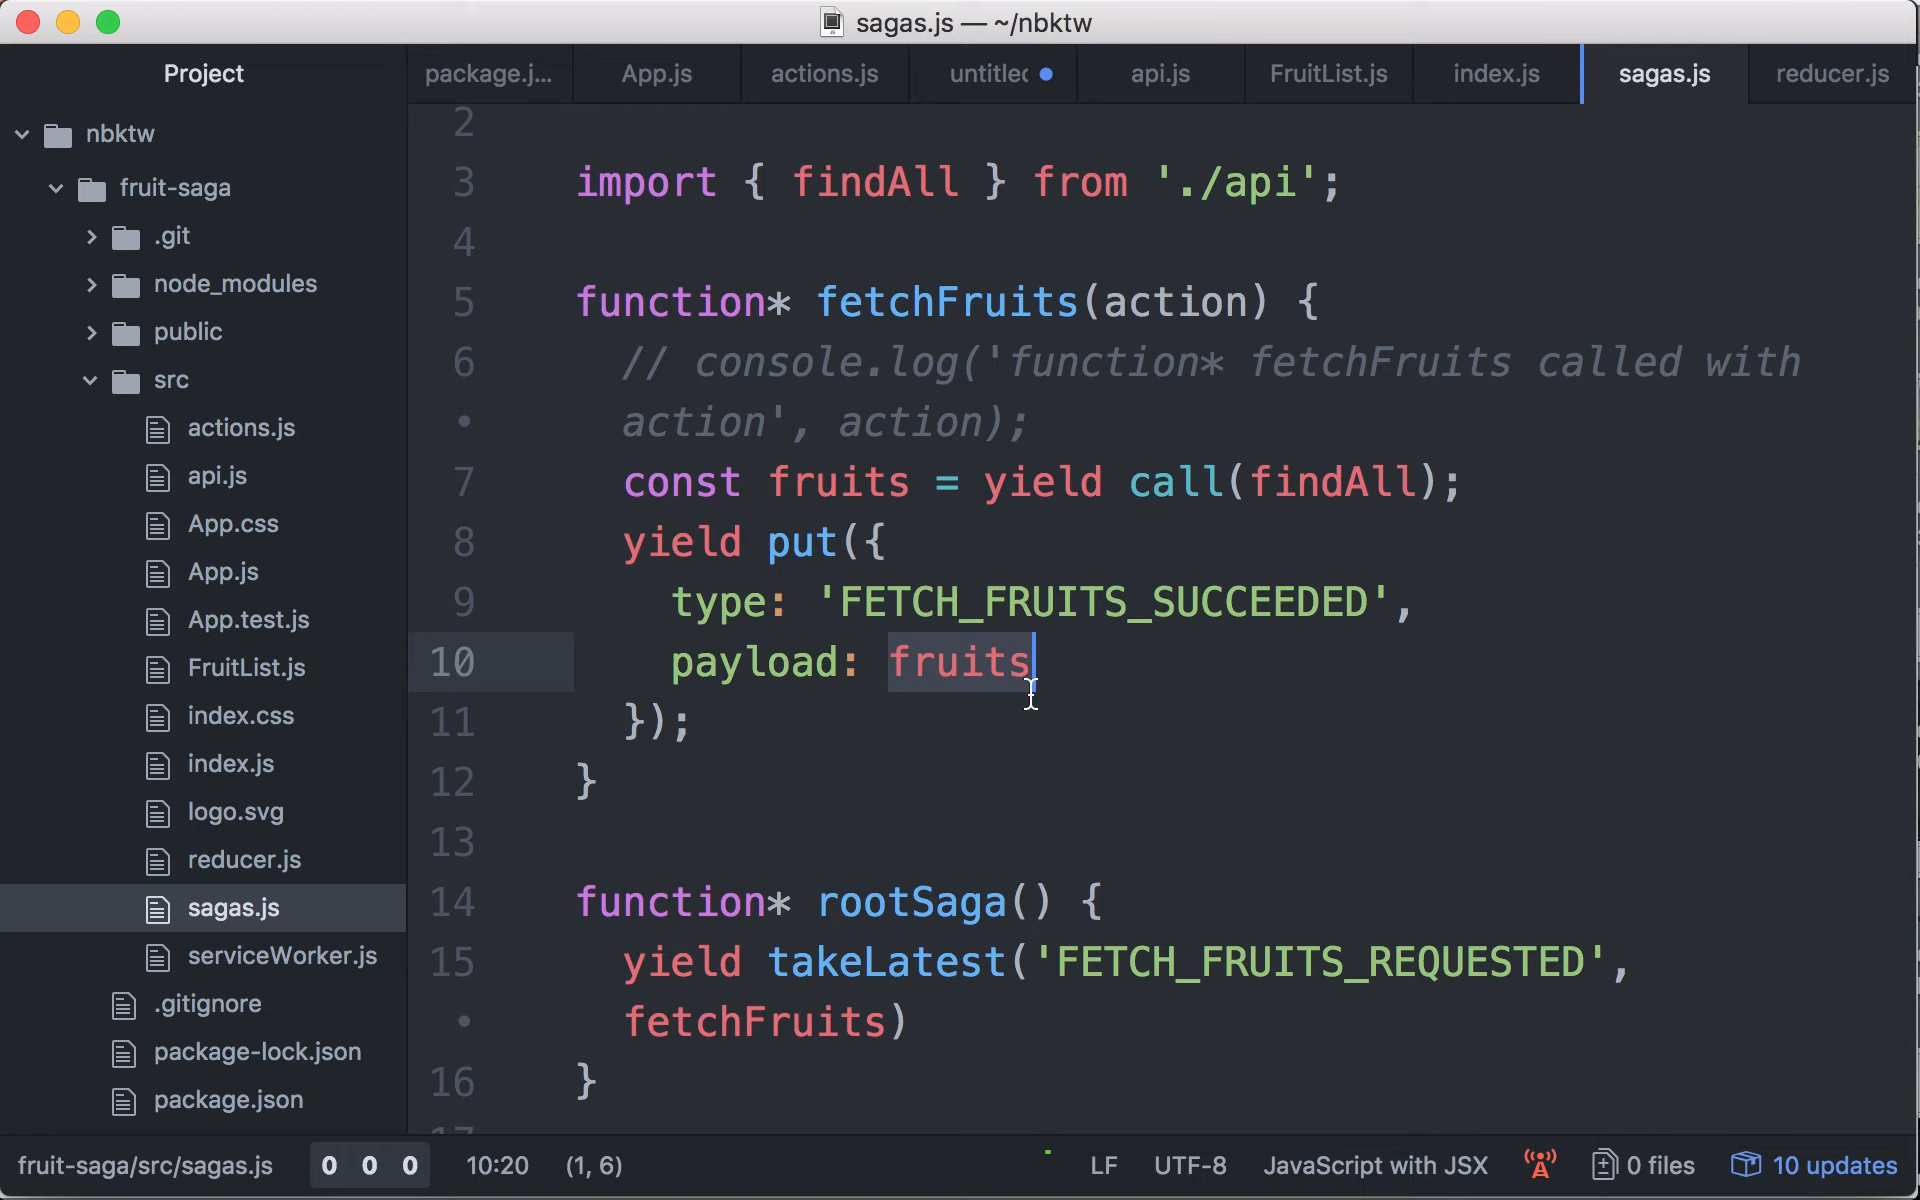 sagas.js — ~/nbktw
Project
package.j... App.js actions.js untitlec api.js FruitList.js index.js sagas.js reducer.js
nbktw
fruit-saga
.git
node_modules
public
src
actions.js
api.js
App.css
App.js
App.test.js
FruitList.js
index.css
index.js
logo.svg
reducer.js
sagas.js
serviceWorker.js
.gitignore
package-lock.json
package.json
2
3 import { findAll } from './api';
4
5 function* fetchFruits(action) {
6 // console.log('function* fetchFruits called with
• action', action);
7 const fruits = yield call(findAll);
8 yield put({
9 type: 'FETCH_FRUITS_SUCCEEDED',
10 payload: fruits
11 });
12 }
13
14 function* rootSaga() {
15 yield takeLatest('FETCH_FRUITS_REQUESTED',
• fetchFruits)
16 }
17
fruit-saga/src/sagas.js 0 0 0 10:20 (1, 6) LF UTF-8 JavaScript with JSX 0 files 10 updates